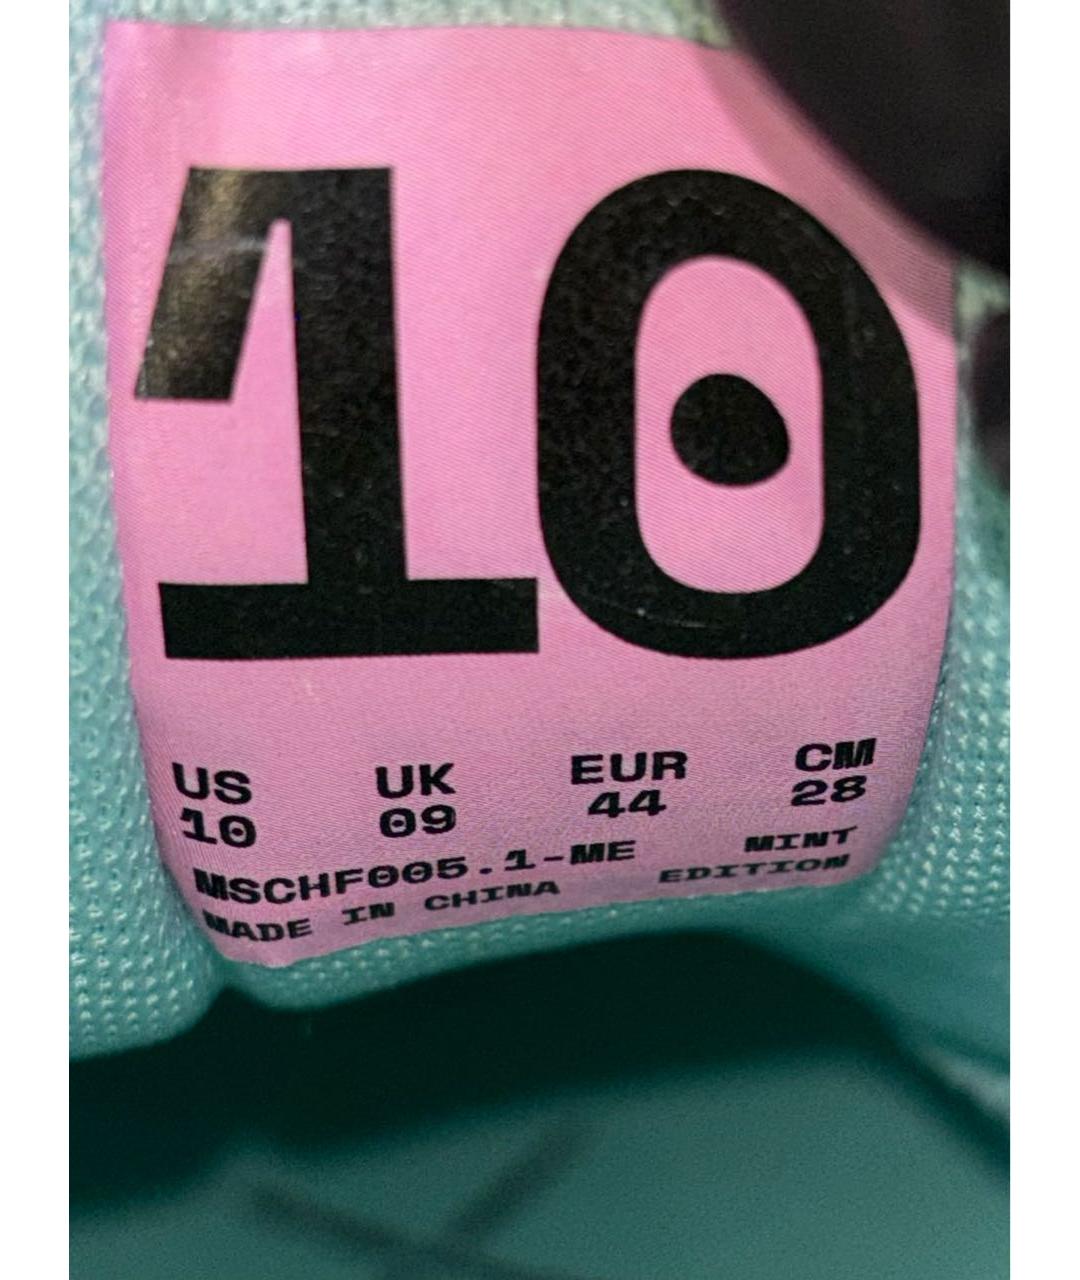 10
US UK EUR CM
10 09 44 28
MSCHF005.1-ME MINT
MADE IN CHINA EDITION